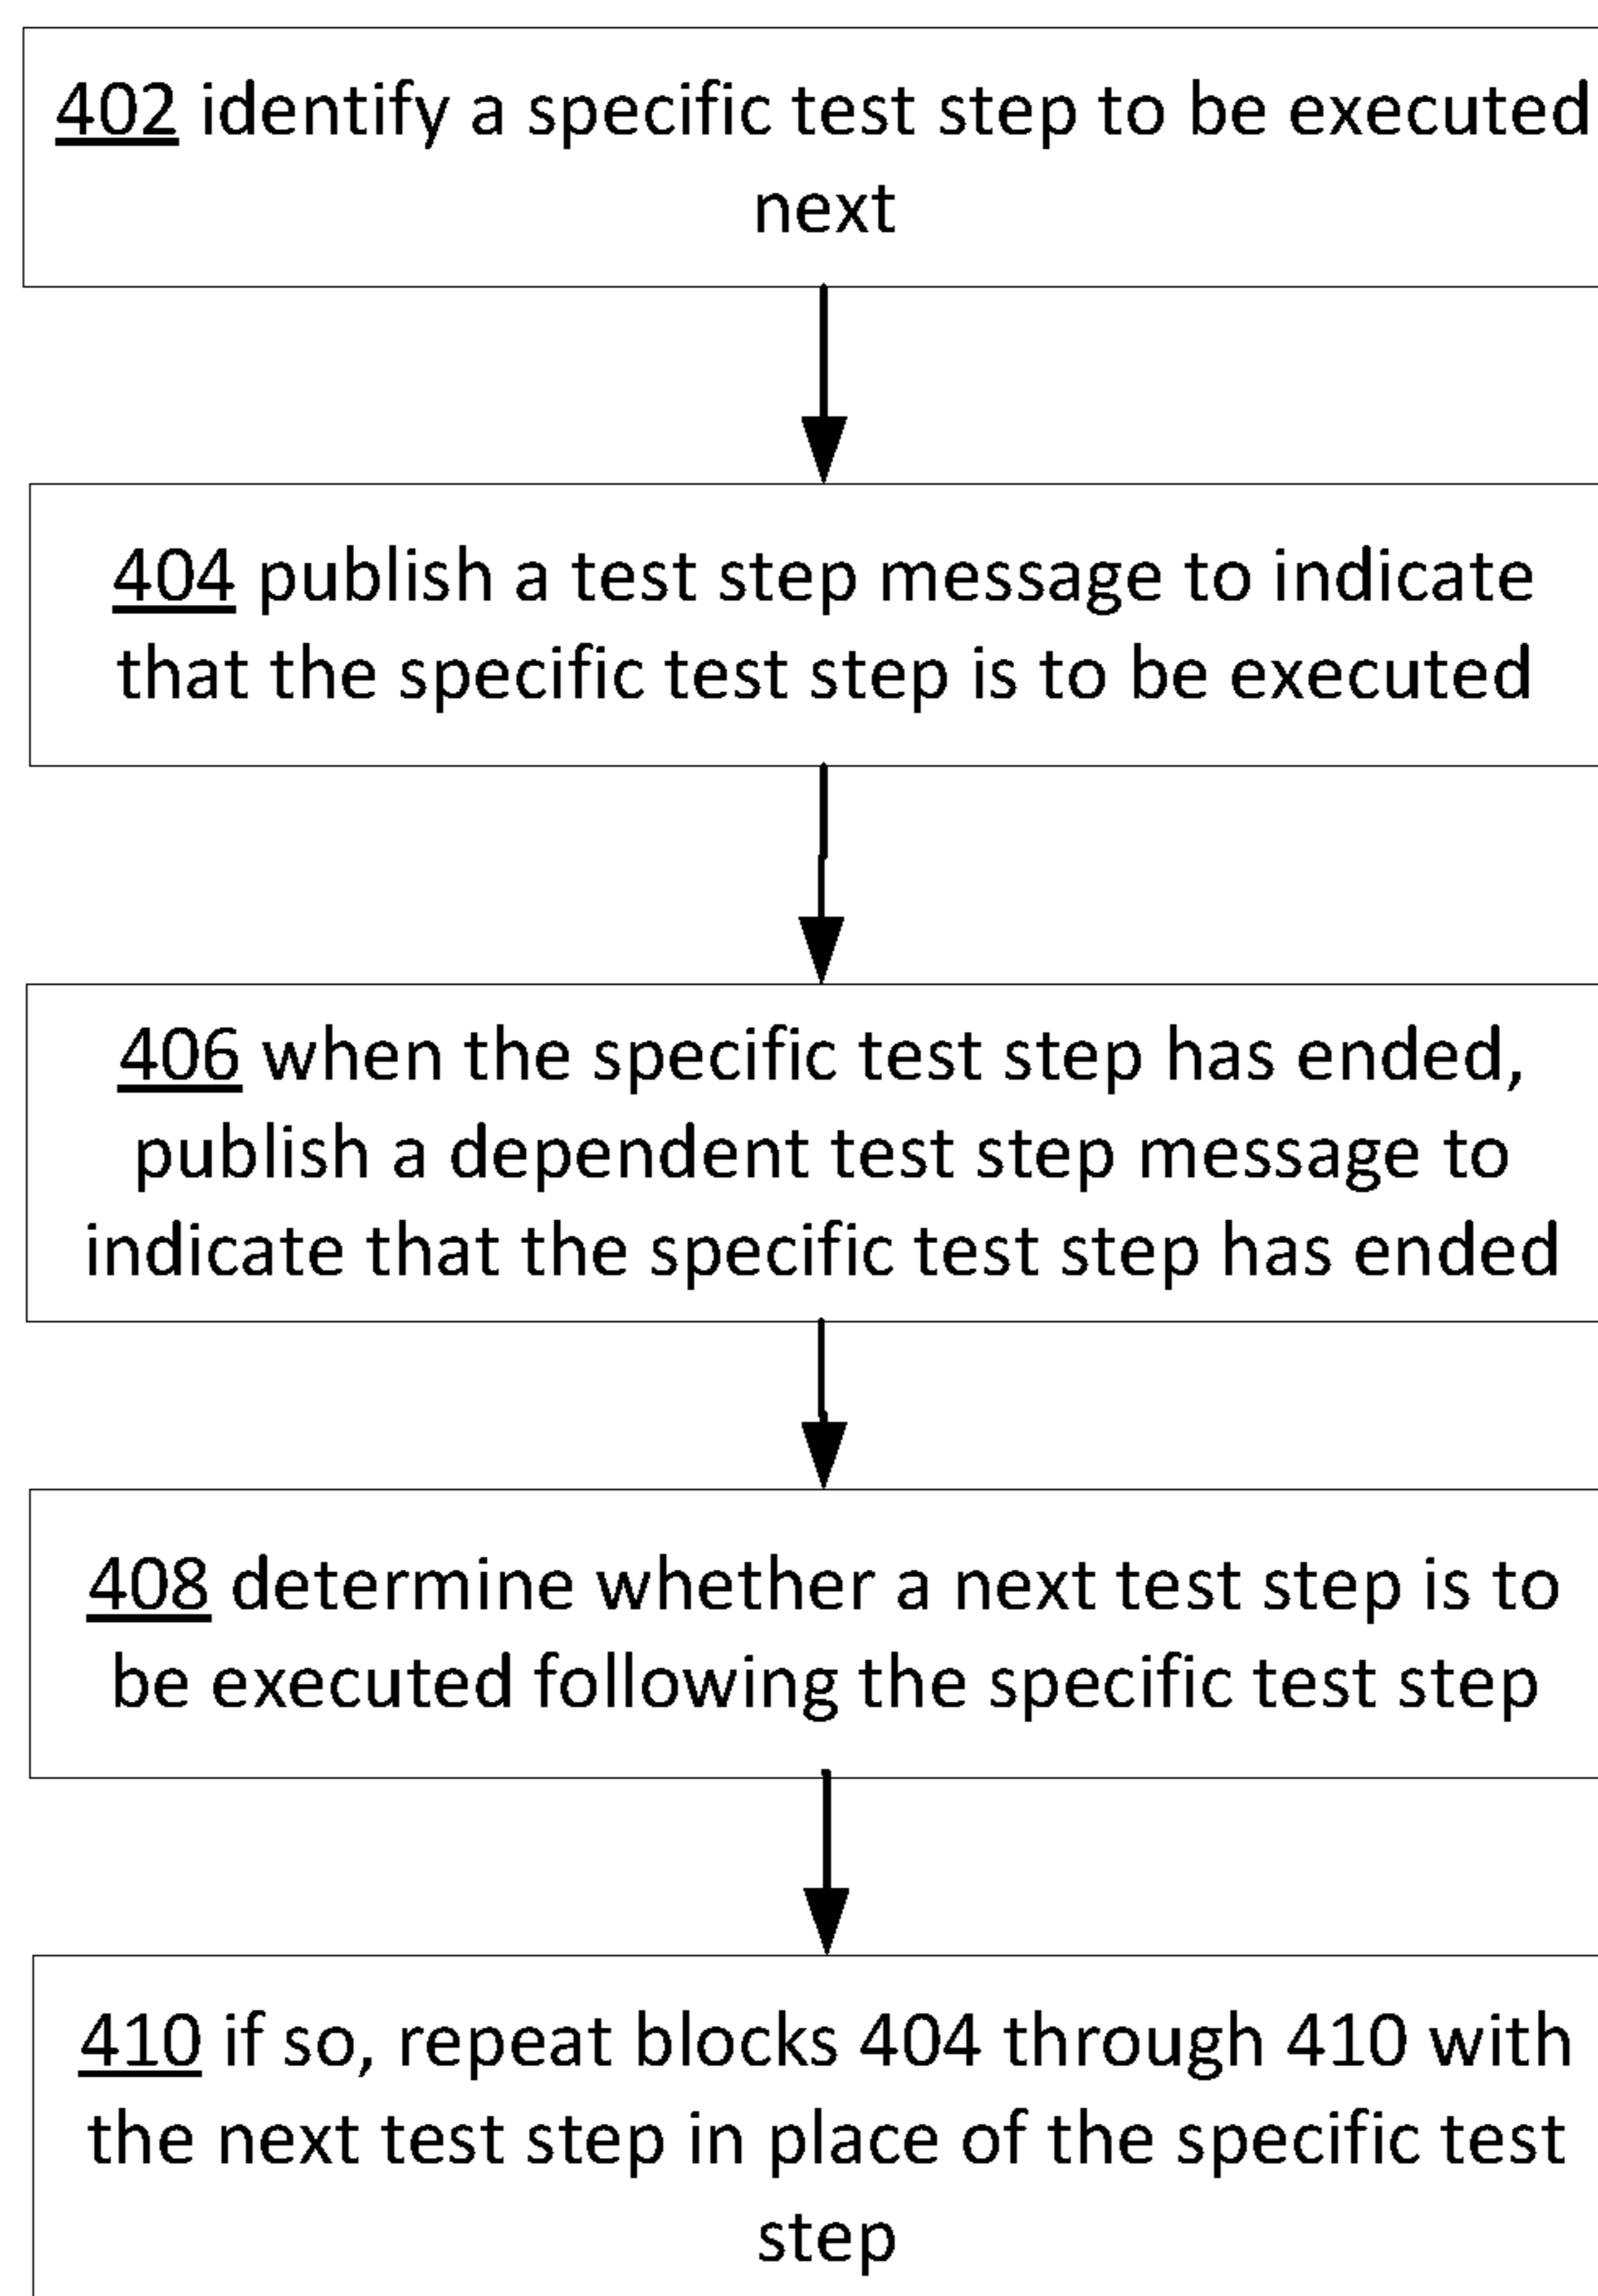 402 identify a specific test step to be executed
next
404 publish a test step message to indicate
that the specific test step is to be executed
406 when the specific test step has ended,
publish a dependent test step message to
indicate that the specific test step has ended
408 determine whether a next test step is to
be executed following the specific test step
410 if so, repeat blocks 404 through 410 with
the next test step in place of the specific test
step